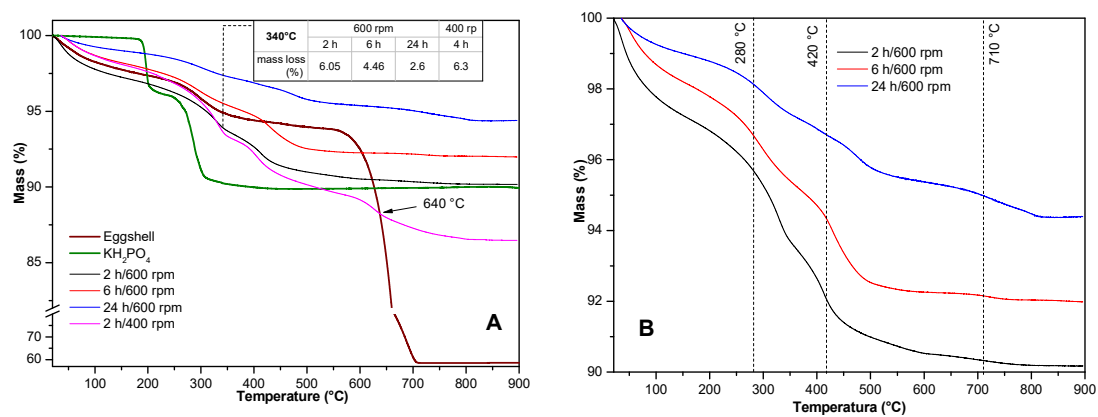 340°C 600 rpm 400 rp
2 h 6 h 24 h 4 h
mass loss (%) 6.05 4.46 2.6 6.3
Mass (%)
100
95
90
85
70
60
640 °C
Eggshell
KH2PO4
2 h/600 rpm
6 h/600 rpm
24 h/600 rpm
2 h/400 rpm
A
100 200 300 400 500 600 700 800 900
Temperature (°C)
B
280 °C
420 °C
710 °C
2 h/600 rpm
6 h/600 rpm
24 h/600 rpm
Mass (%)
100
98
96
94
92
90
100 200 300 400 500 600 700 800 900
Temperatura (°C)